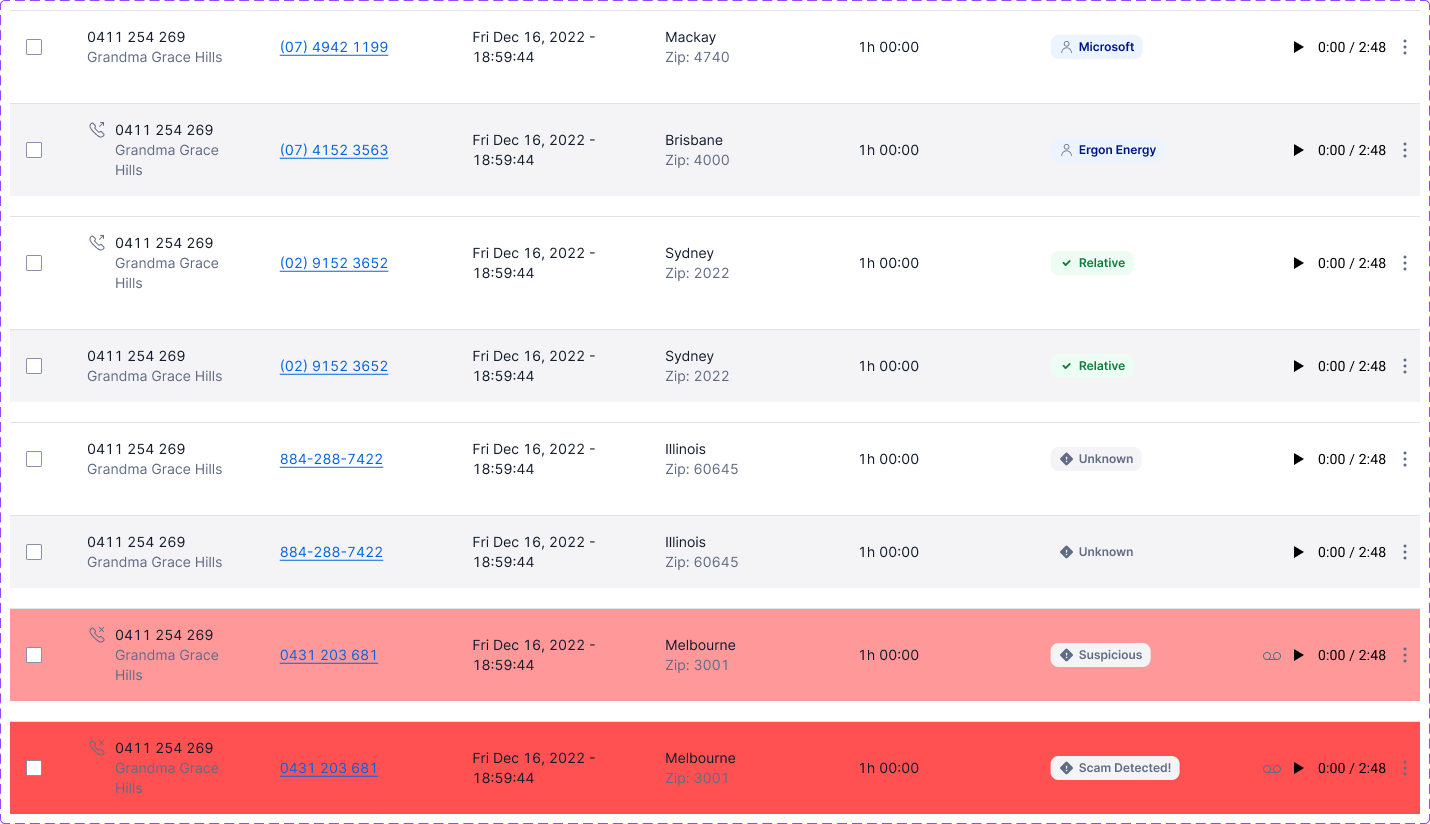 0411 254 269
Grandma Grace Hills
(07) 4942 1199
Fri Dec 16, 2022 -
18:59:44
Mackay
Zip: 4740
1h 00:00
Microsoft
0:00 / 2:48
0411 254 269
Grandma Grace
Hills
(07) 4152 3563
Fri Dec 16, 2022 -
18:59:44
Brisbane
Zip: 4000
1h 00:00
Ergon Energy
0:00 / 2:48
0411 254 269
Grandma Grace
Hills
(02) 9152 3652
Fri Dec 16, 2022 -
18:59:44
Sydney
Zip: 2022
1h 00:00
Relative
0:00 / 2:48
0411 254 269
Grandma Grace Hills
(02) 9152 3652
Fri Dec 16, 2022 -
18:59:44
Sydney
Zip: 2022
1h 00:00
Relative
0:00 / 2:48
0411 254 269
Grandma Grace Hills
884-288-7422
Fri Dec 16, 2022 -
18:59:44
Illinois
Zip: 60645
1h 00:00
Unknown
0:00 / 2:48
0411 254 269
Grandma Grace Hills
884-288-7422
Fri Dec 16, 2022 -
18:59:44
Illinois
Zip: 60645
1h 00:00
Unknown
0:00 / 2:48
0411 254 269
Grandma Grace
Hills
0431 203 681
Fri Dec 16, 2022 -
18:59:44
Melbourne
Zip: 3001
1h 00:00
Suspicious
0:00 / 2:48
0411 254 269
Grandma Grace
Hills
0431 203 681
Fri Dec 16, 2022 -
18:59:44
Melbourne
Zip: 3001
1h 00:00
Scam Detected!
0:00 / 2:48